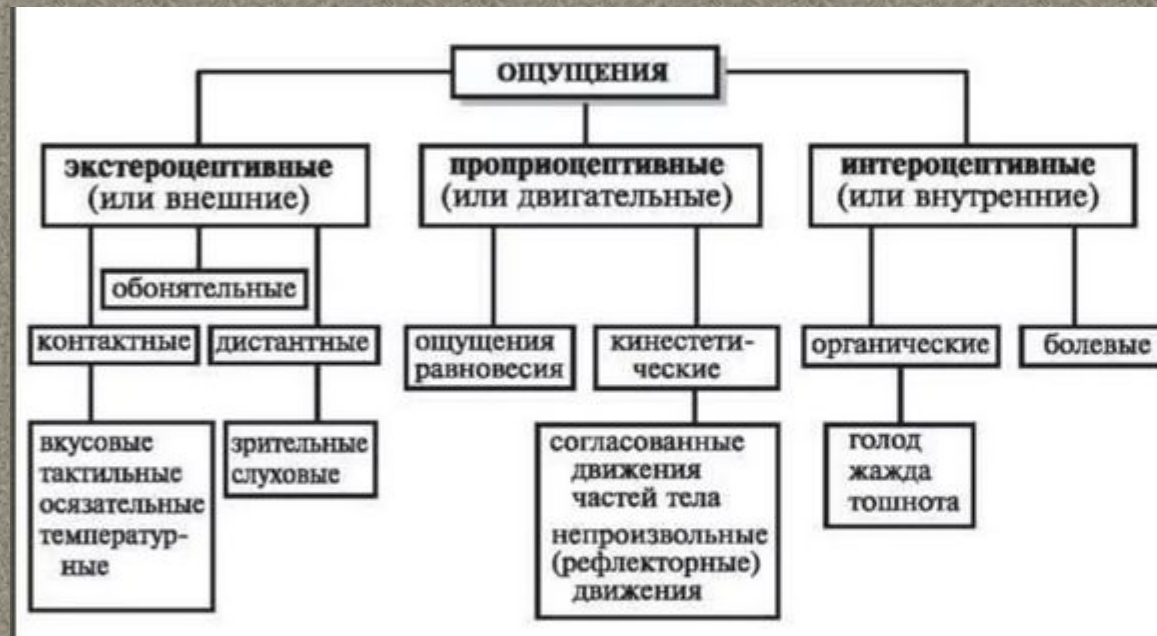 ОЩУЩЕНИЯ
экстероцептивные
(или внешние)
проприоцептивные
(или двигательные)
интероцептивные
(или внутренние)
обонятельные
контактные
дистантные
ощущения
равновесия
кинестети-
ческие
органические
болевые
вкусовые
тактильные
осязательные
температур-
ные
зрительные
слуховые
согласованные
движения
частей тела
непроизвольные
(рефлекторные)
движения
голод
жажда
тошнота